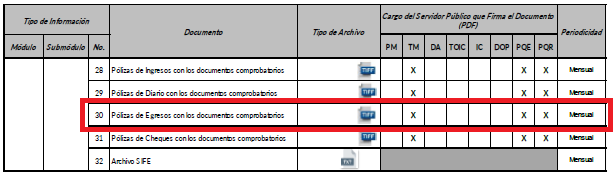 Tipo de Información Documento Tipo de Archivo Cargo del Servidor Público que Firma el Documento (PDF) Periodicidad
Módulo Submódulo No. PM TM DA TOIC IC DOP PQE PQR
28 Pólizas de Ingresos con los documentos comprobatorios TIFF X X X Mensual
29 Pólizas de Diario con los documentos comprobatorios TIFF X X X Mensual
30 Pólizas de Egresos con los documentos comprobatorios TIFF X X X Mensual
31 Pólizas de Cheques con los documentos comprobatorios TIFF X X X Mensual
32 Archivo SIFE TXT Mensual